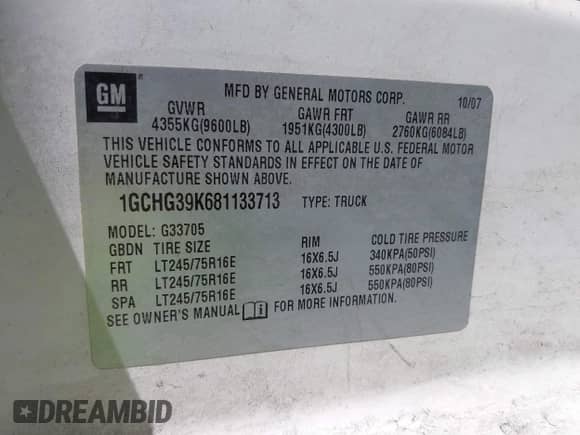 GM
MFD BY GENERAL MOTORS CORP. 10/07
GVWR GAWR FRT GAWR RR
4355KG(9600LB) 1951KG(4300LB) 2760KG(6084LB)
THIS VEHICLE CONFORMS TO ALL APPLICABLE U.S. FEDERAL MOTOR
VEHICLE SAFETY STANDARDS IN EFFECT ON THE DATE OF
MANUFACTURE SHOWN ABOVE.
1GCHG39K681133713 TYPE: TRUCK
MODEL: G33705
GBDN TIRE SIZE RIM COLD TIRE PRESSURE
FRT LT245/75R16E 16X6.5J 340KPA(50PSI)
RR LT245/75R16E 16X6.5J 550KPA(80PSI)
SPA LT245/75R16E 16X6.5J 550KPA(80PSI)
SEE OWNER'S MANUAL FOR MORE INFORMATION.
DREAMBID